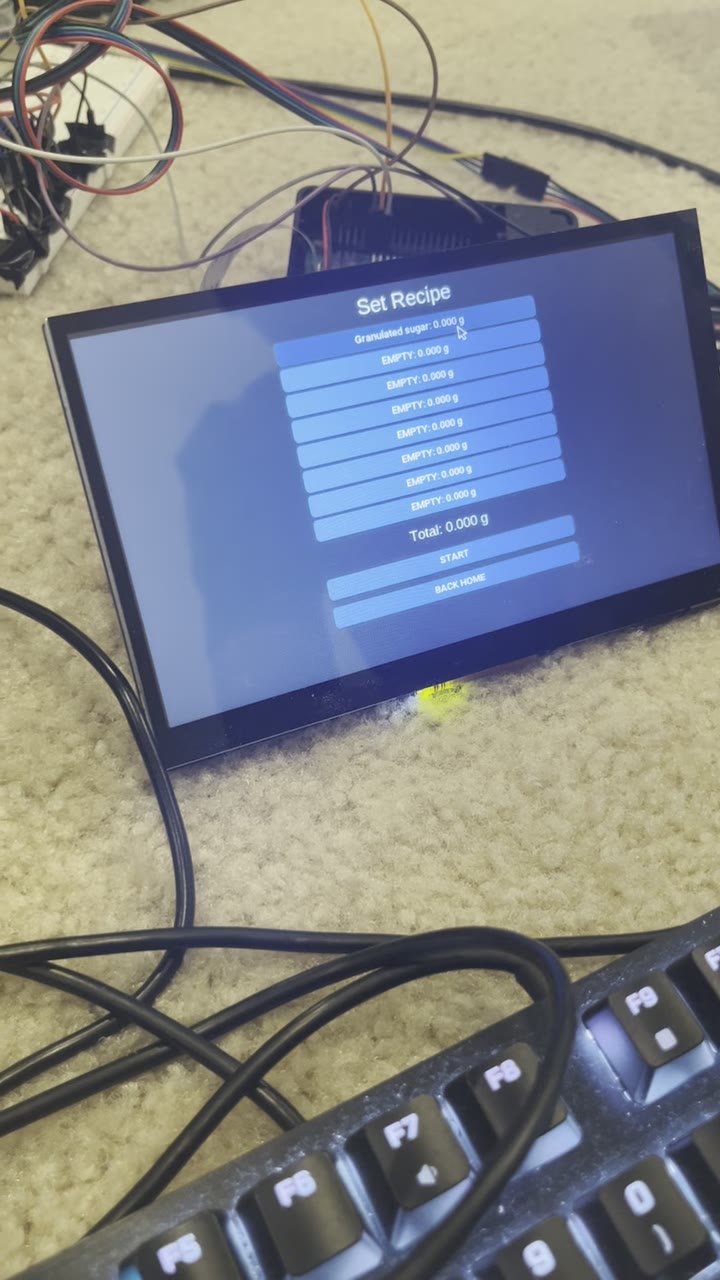 Set Recipe
Granulated sugar: 0.000 g
EMPTY: 0.000 g
EMPTY: 0.000 g
EMPTY: 0.000 g
EMPTY: 0.000 g
EMPTY: 0.000 g
EMPTY: 0.000 g
EMPTY: 0.000 g
Total: 0.000 g
START
BACK HOME
F9
F8
F7
F6
F5
0
)
9